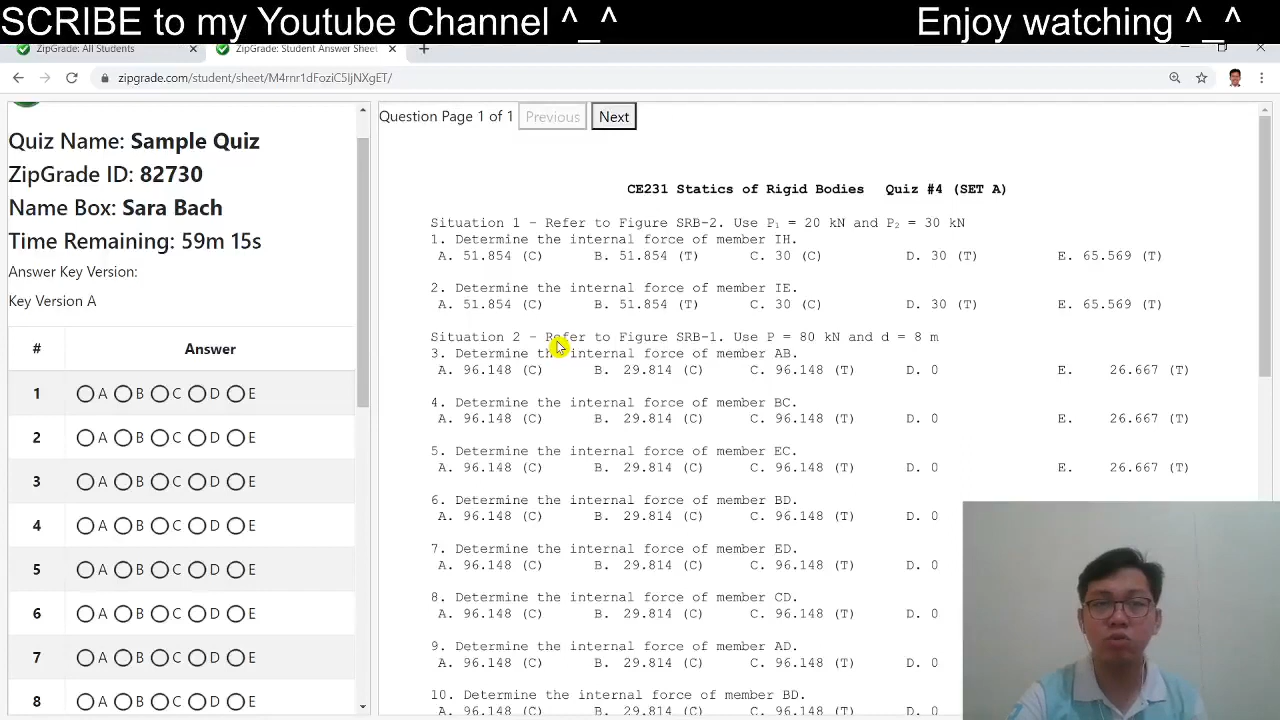 SCRIBE to my Youtube Channel ^_^ Enjoy watching ^_^
ZipGrade: All Students
ZipGrade: Student Answer Sheet
zipgrade.com/student/sheet/M4rnr1dFoziC5IjNXgET/
Quiz Name: Sample Quiz
ZipGrade ID: 82730
Name Box: Sara Bach
Time Remaining: 59m 15s
Answer Key Version:
Key Version A
# Answer
1 A B C D E
2 A B C D E
3 A B C D E
4 A B C D E
5 A B C D E
6 A B C D E
7 A B C D E
8 A B C D E
Question Page 1 of 1 Previous Next
CE231 Statics of Rigid Bodies Quiz #4 (SET A)
Situation 1 – Refer to Figure SRB-2. Use P₁ = 20 kN and P₂ = 30 kN
1. Determine the internal force of member IH.
A. 51.854 (C) B. 51.854 (T) C. 30 (C) D. 30 (T) E. 65.569 (T)
2. Determine the internal force of member IE.
A. 51.854 (C) B. 51.854 (T) C. 30 (C) D. 30 (T) E. 65.569 (T)
Situation 2 – Refer to Figure SRB-1. Use P = 80 kN and d = 8 m
3. Determine the internal force of member AB.
A. 96.148 (C) B. 29.814 (C) C. 96.148 (T) D. 0 E. 26.667 (T)
4. Determine the internal force of member BC.
A. 96.148 (C) B. 29.814 (C) C. 96.148 (T) D. 0 E. 26.667 (T)
5. Determine the internal force of member EC.
A. 96.148 (C) B. 29.814 (C) C. 96.148 (T) D. 0 E. 26.667 (T)
6. Determine the internal force of member BD.
A. 96.148 (C) B. 29.814 (C) C. 96.148 (T) D. 0
7. Determine the internal force of member ED.
A. 96.148 (C) B. 29.814 (C) C. 96.148 (T) D. 0
8. Determine the internal force of member CD.
A. 96.148 (C) B. 29.814 (C) C. 96.148 (T) D. 0
9. Determine the internal force of member AD.
A. 96.148 (C) B. 29.814 (C) C. 96.148 (T) D. 0
10. Determine the internal force of member BD.
A. 96.148 (C) B. 29.814 (C) C. 96.148 (T) D. 0